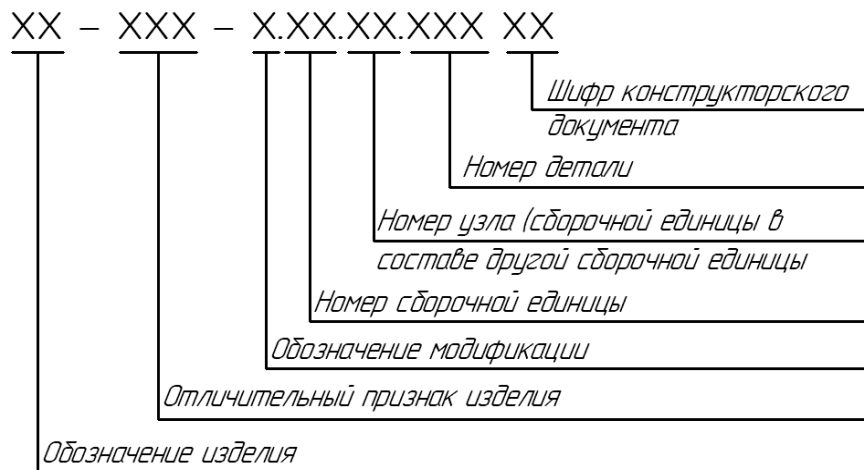 XX – XXX – X.XX.XX.XXX XX
Шифр конструкторского
документа
Номер детали
Номер узла (сборочной единицы в
составе другой сборочной единицы
Номер сборочной единицы
Обозначение модификации
Отличительный признак изделия
Обозначение изделия